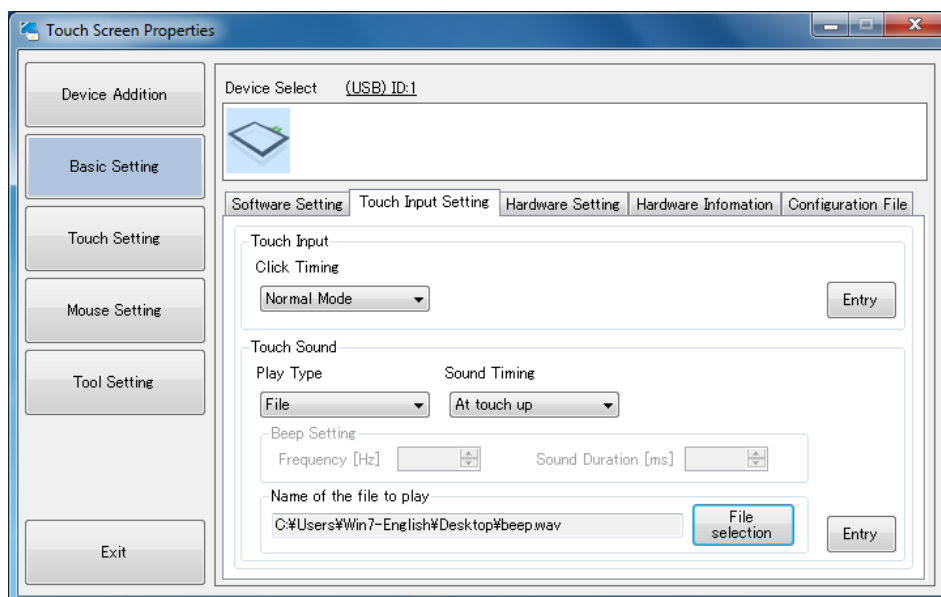 Touch Screen Properties
Device Addition
Basic Setting
Touch Setting
Mouse Setting
Tool Setting
Exit
Device Select (USB) ID:1
Software Setting Touch Input Setting Hardware Setting Hardware Infomation Configuration File
Touch Input
Click Timing
Normal Mode
Entry
Touch Sound
Play Type Sound Timing
File At touch up
Beep Setting
Frequency [Hz] Sound Duration [ms]
Name of the file to play
C:¥Users¥Win7-English¥Desktop¥beep.wav
File
selection
Entry